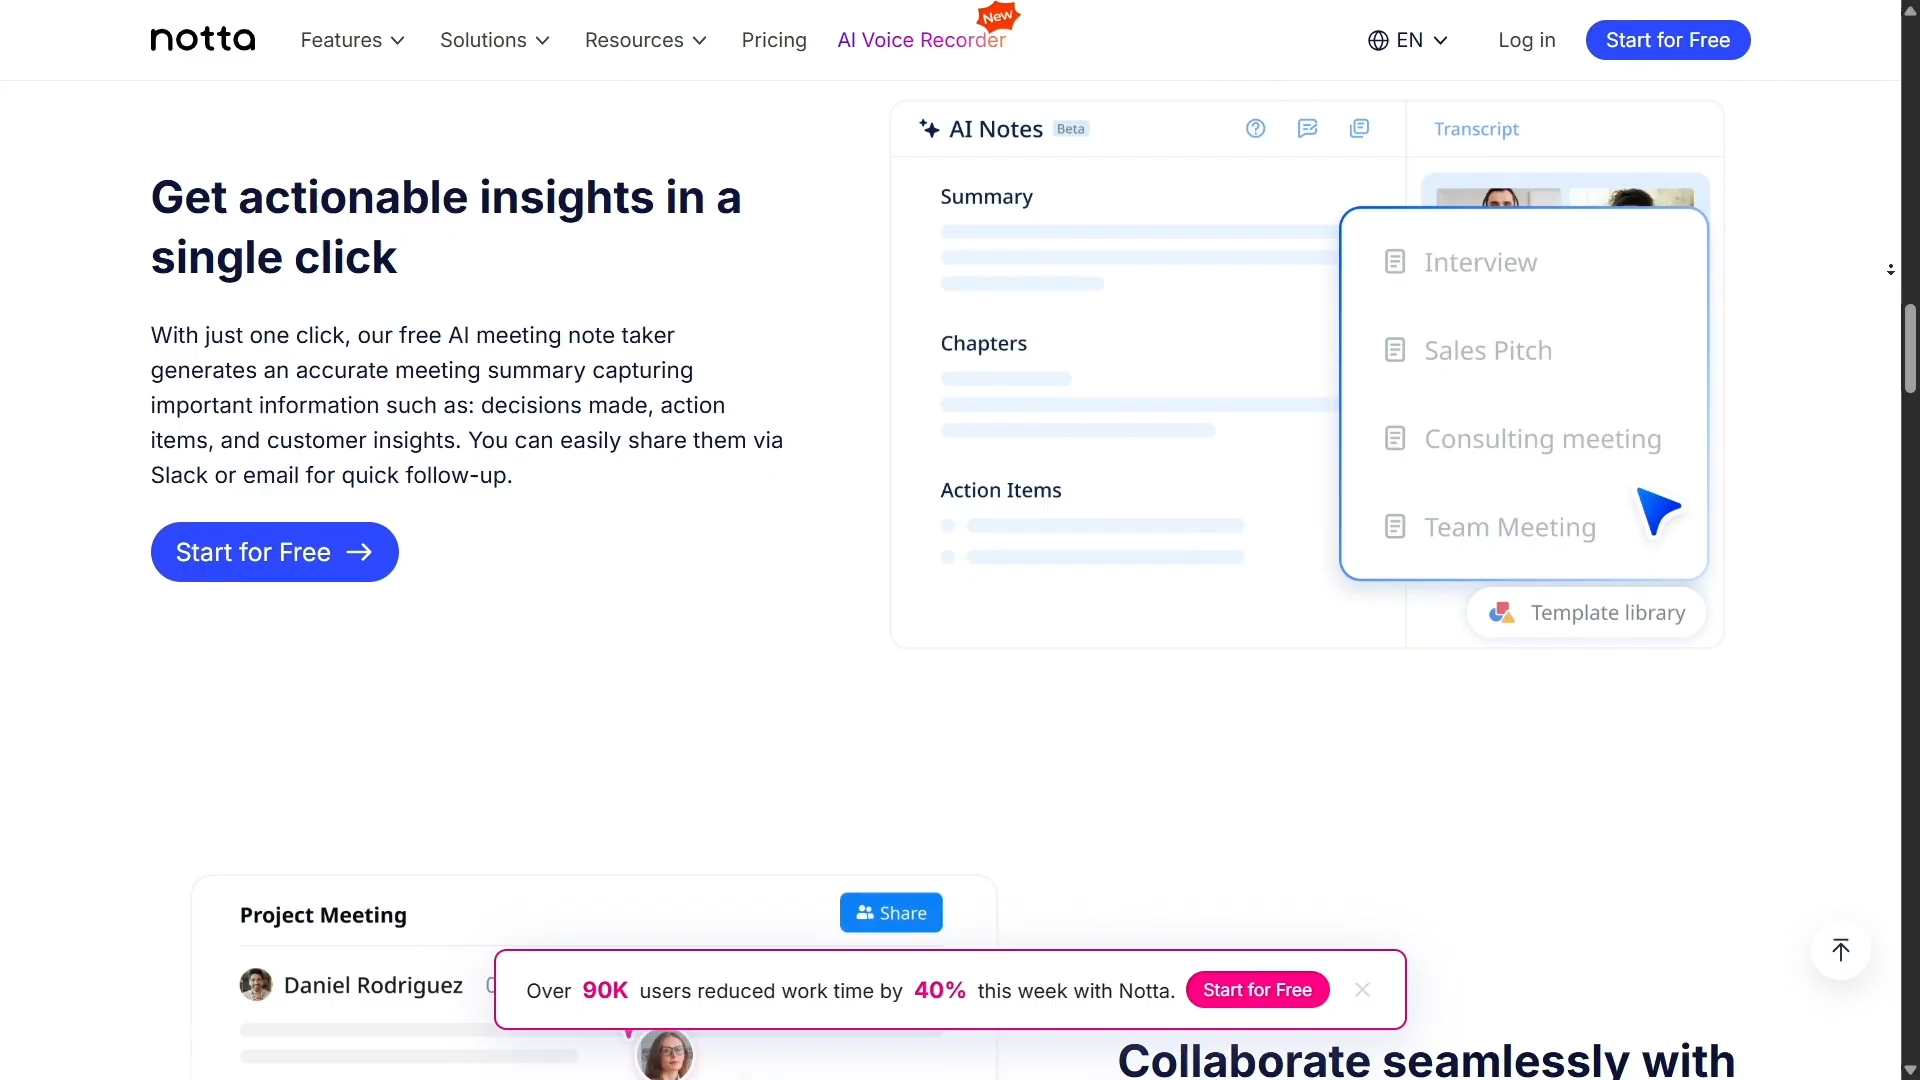 notta
Features
Solutions
Resources
Pricing
AI Voice Recorder
New
EN
Log in
Start for Free
Get actionable insights in a
single click
With just one click, our free AI meeting note taker
generates an accurate meeting summary capturing
important information such as: decisions made, action
items, and customer insights. You can easily share them via
Slack or email for quick follow-up.
Start for Free
AI Notes Beta
Transcript
Summary
Chapters
Action Items
Interview
Sales Pitch
Consulting meeting
Team Meeting
Template library
Project Meeting
Share
Daniel Rodriguez
Over 90K users reduced work time by 40% this week with Notta. Start for Free
Collaborate seamlessly with